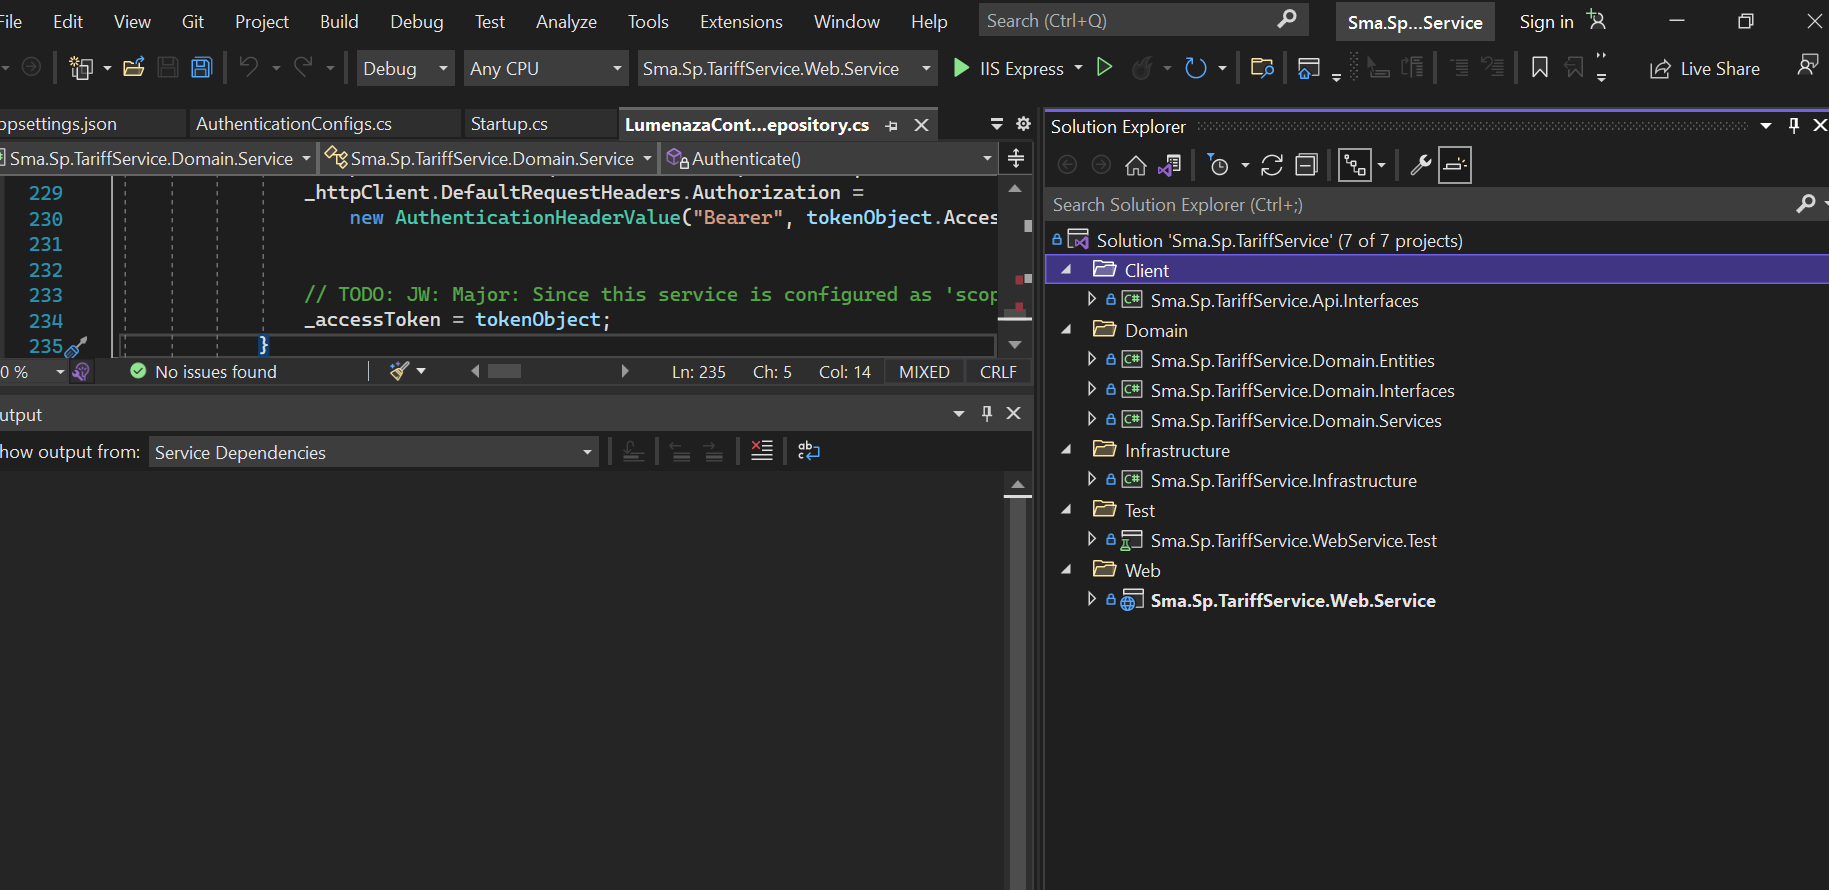 File Edit View Git Project Build Debug Test Analyze Tools Extensions Window Help Search (Ctrl+Q) Sma.Sp...Service Sign in
Debug Any CPU Sma.Sp.TariffService.Web.Service IIS Express Live Share
ppsettings.json AuthenticationConfigs.cs Startup.cs LumenazaCont...epository.cs
Sma.Sp.TariffService.Domain.Service Sma.Sp.TariffService.Domain.Service Authenticate()
229 _httpClient.DefaultRequestHeaders.Authorization =
230 new AuthenticationHeaderValue("Bearer", tokenObject.Acces
231
232
233 // TODO: JW: Major: Since this service is configured as 'scop
234 _accessToken = tokenObject;
235 }
0 % No issues found Ln: 235 Ch: 5 Col: 14 MIXED CRLF
utput
how output from: Service Dependencies
Solution Explorer
Search Solution Explorer (Ctrl+;)
Solution 'Sma.Sp.TariffService' (7 of 7 projects)
Client
C# Sma.Sp.TariffService.Api.Interfaces
Domain
C# Sma.Sp.TariffService.Domain.Entities
C# Sma.Sp.TariffService.Domain.Interfaces
C# Sma.Sp.TariffService.Domain.Services
Infrastructure
C# Sma.Sp.TariffService.Infrastructure
Test
Sma.Sp.TariffService.WebService.Test
Web
Sma.Sp.TariffService.Web.Service